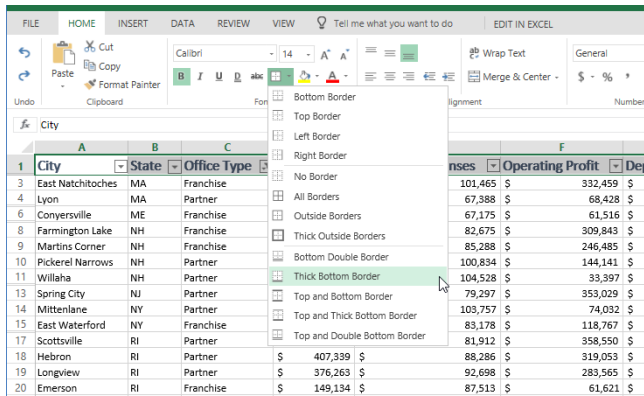 FILE HOME INSERT DATA REVIEW VIEW Tell me what you want to do EDIT IN EXCEL
Cut
Copy
Paste
Format Painter
Calibri 14 A A
B I U D abc A
Wrap Text
Merge & Center
General
$ %
Undo Clipboard Number
fx City
Bottom Border
Top Border
Left Border
Right Border
No Border
All Borders
Outside Borders
Thick Outside Borders
Bottom Double Border
Thick Bottom Border
Top and Bottom Border
Top and Thick Bottom Border
Top and Double Bottom Border
A B C F
1 City State Office Type nses Operating Profit Dep
3 East Natchitoches MA Franchise 101,465 $ 332,459 $
4 Lyon MA Partner 67,388 $ 68,428 $
6 Conyersville ME Franchise 67,175 $ 61,516 $
8 Farmington Lake NH Franchise 82,675 $ 309,843 $
9 Martins Corner NH Franchise 85,288 $ 246,485 $
10 Pickerel Narrows NH Partner 100,834 $ 144,141 $
11 Willaha NH Partner 104,528 $ 33,397 $
13 Spring City NJ Partner 79,297 $ 353,029 $
14 Mittenlane NY Partner 103,757 $ 74,032 $
15 East Waterford NY Franchise 83,178 $ 118,767 $
17 Scottsville RI Partner 81,912 $ 358,550 $
18 Hebron RI Partner $ 407,339 $ 88,286 $ 319,053 $
19 Longview RI Partner $ 376,263 $ 92,698 $ 283,565 $
20 Emerson RI Franchise $ 149,134 $ 87,513 $ 61,621 $